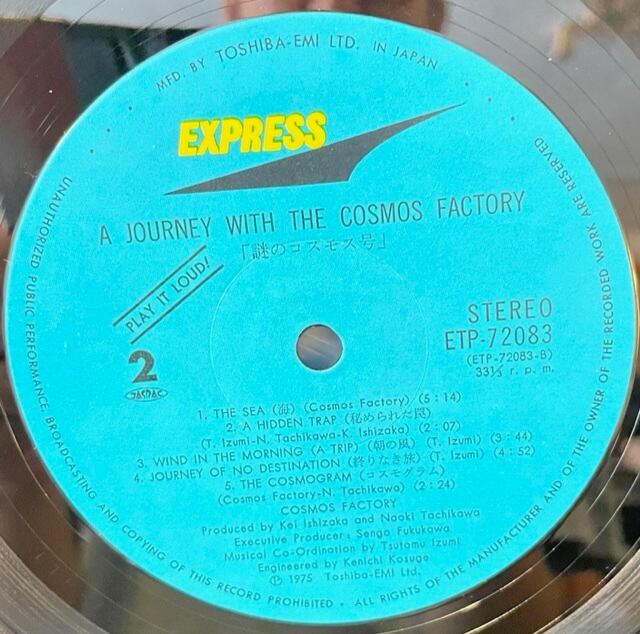 MFD. BY TOSHIBA-EMI LTD. IN JAPAN
EXPRESS
A JOURNEY WITH THE COSMOS FACTORY
「謎のコスモス号」
PLAY IT LOUD!
STEREO
ETP-72083
(ETP-72083-B)
33⅓ r. p. m.
2
JASRAC
1. THE SEA (海) (Cosmos Factory) (5:14)
2. A HIDDEN TRAP (秘められた罠)
(T. Izumi-N. Tachikawa-K. Ishizaka) (2:07)
3. WIND IN THE MORNING (A TRIP) (朝の風) (T. Izumi) (3:44)
4. JOURNEY OF NO DESTINATION (終りなき旅) (T. Izumi) (4:52)
5. THE COSMOGRAM (コスモグラム)
(Cosmos Factory-N. Tachikawa) (2:24)
COSMOS FACTORY
Produced by Kei Ishizaka and Naoki Tachikawa
Executive Producer: Sengo Fukukawa
Musical Co-Ordination by Tsutomu Izumi
Engineered by Kenichi Kosuge
Ⓟ 1975 Toshiba-EMI Ltd.
UNAUTHORIZED PUBLIC PERFORMANCE, BROADCASTING AND COPYING OF THIS RECORD PROHIBITED • ALL RIGHTS OF THE MANUFACTURER AND OF THE OWNER OF THE RECORDED WORK ARE RESERVED